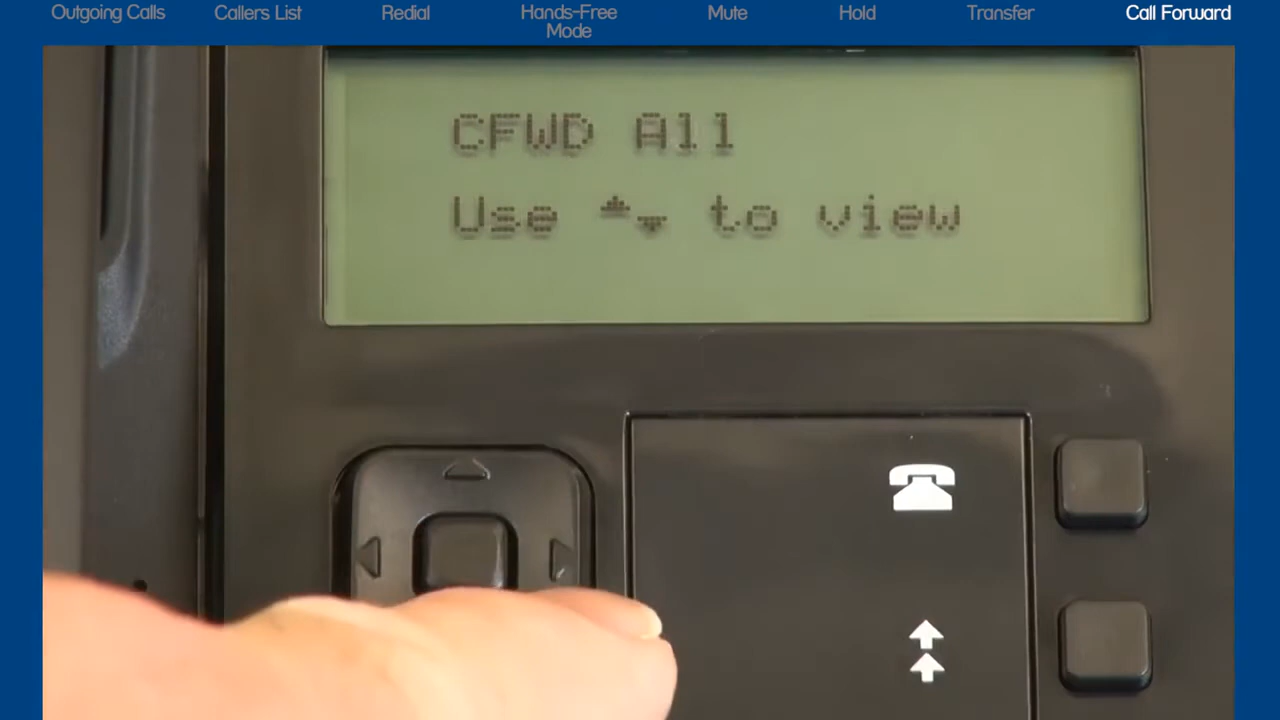 Outgoing Calls
Callers List
Redial
Hands-Free
Mode
Mute
Hold
Transfer
Call Forward
CFWD All
Use to view